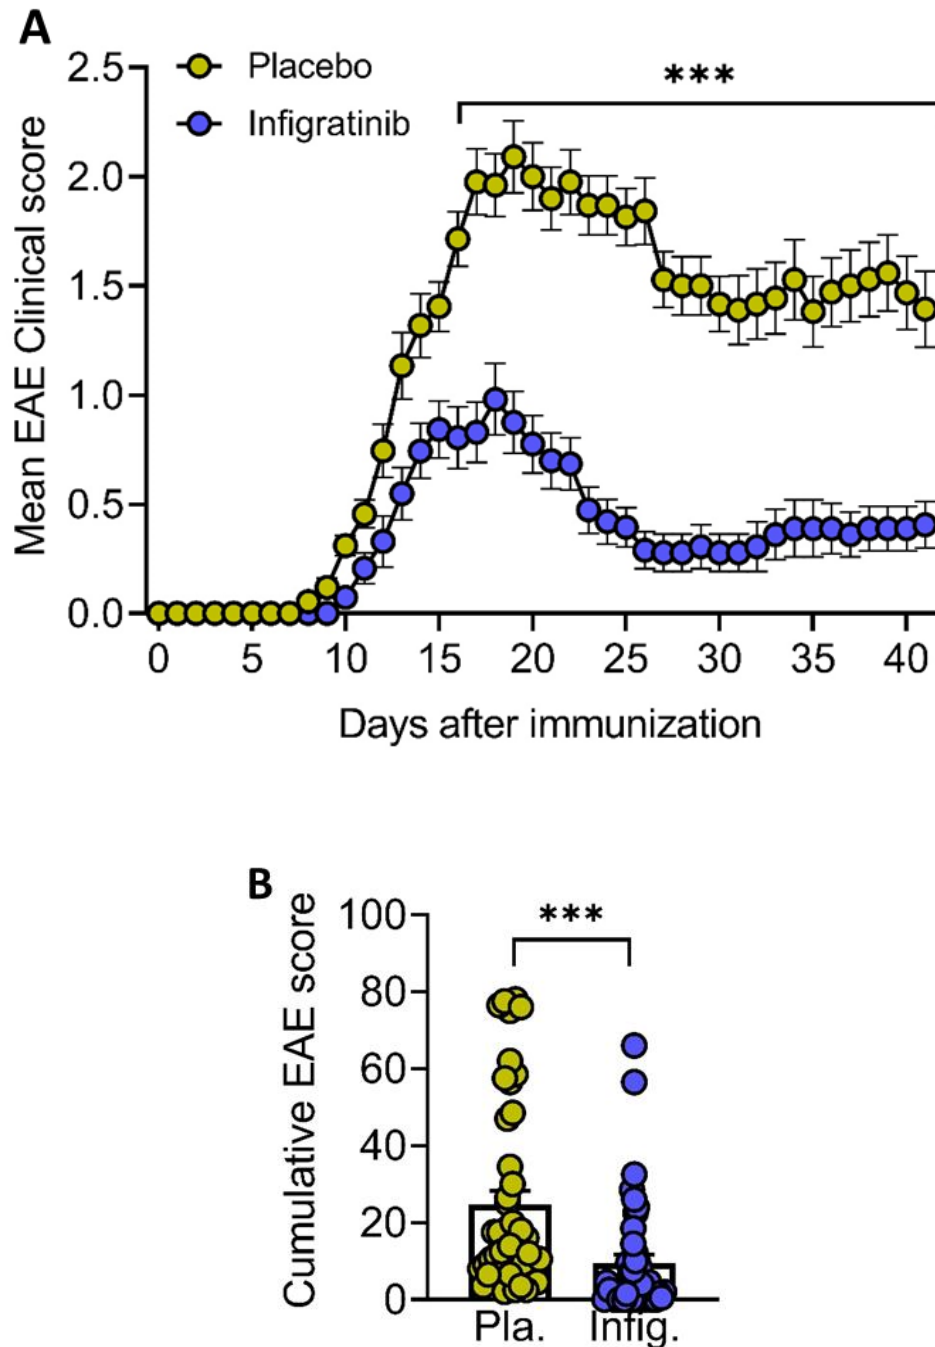 A
Placebo
Infigratinib
***
Mean EAE Clinical score
2.5
2.0
1.5
1.0
0.5
0.0
0 5 10 15 20 25 30 35 40
Days after immunization
B
***
Cumulative EAE score
100
80
60
40
20
0
Pla. Infig.